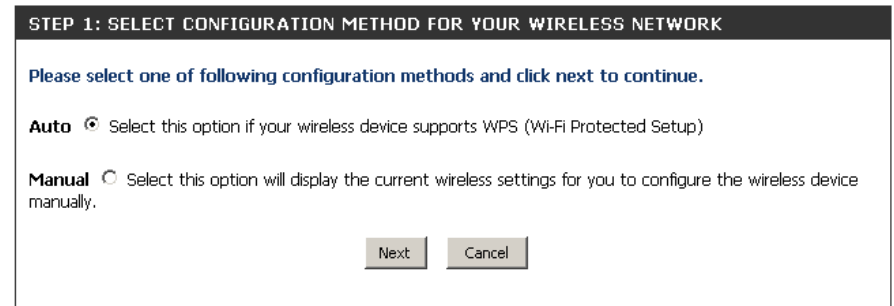 STEP 1: SELECT CONFIGURATION METHOD FOR YOUR WIRELESS NETWORK
Please select one of following configuration methods and click next to continue.
Auto Select this option if your wireless device supports WPS (Wi-Fi Protected Setup)
Manual Select this option will display the current wireless settings for you to configure the wireless device
manually.
Next Cancel